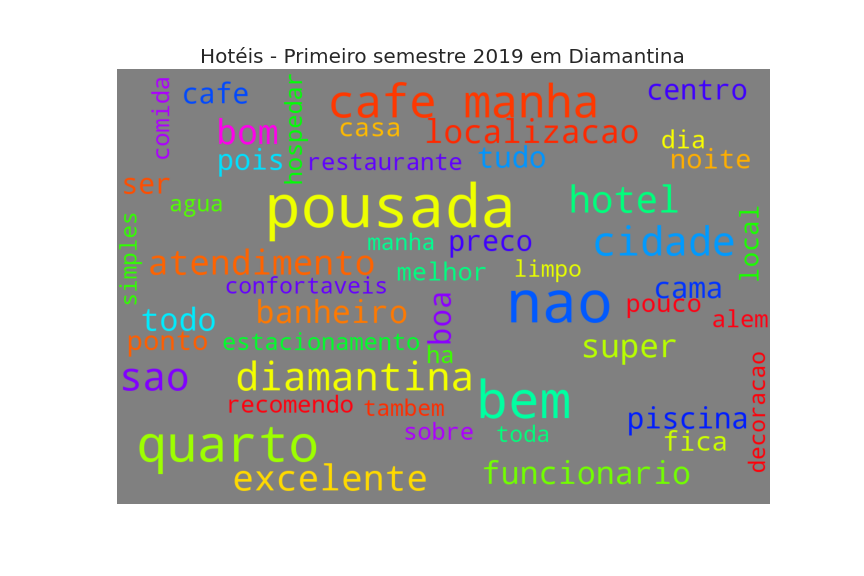 Hotéis - Primeiro semestre 2019 em Diamantina
comida
cafe
hospedar
cafe manha
centro
bom
casa
localizacao
dia
pois
restaurante
tudo
noite
ser
agua
pousada
hotel
local
simples
manha
preco
cidade
atendimento
melhor
limpo
confortaveis
nao
cama
pouco
alem
todo
banheiro
boa
ponto
estacionamento
ha
super
sao
diamantina
bem
decoracao
recomendo
tambem
piscina
quarto
sobre
toda
fica
excelente
funcionario